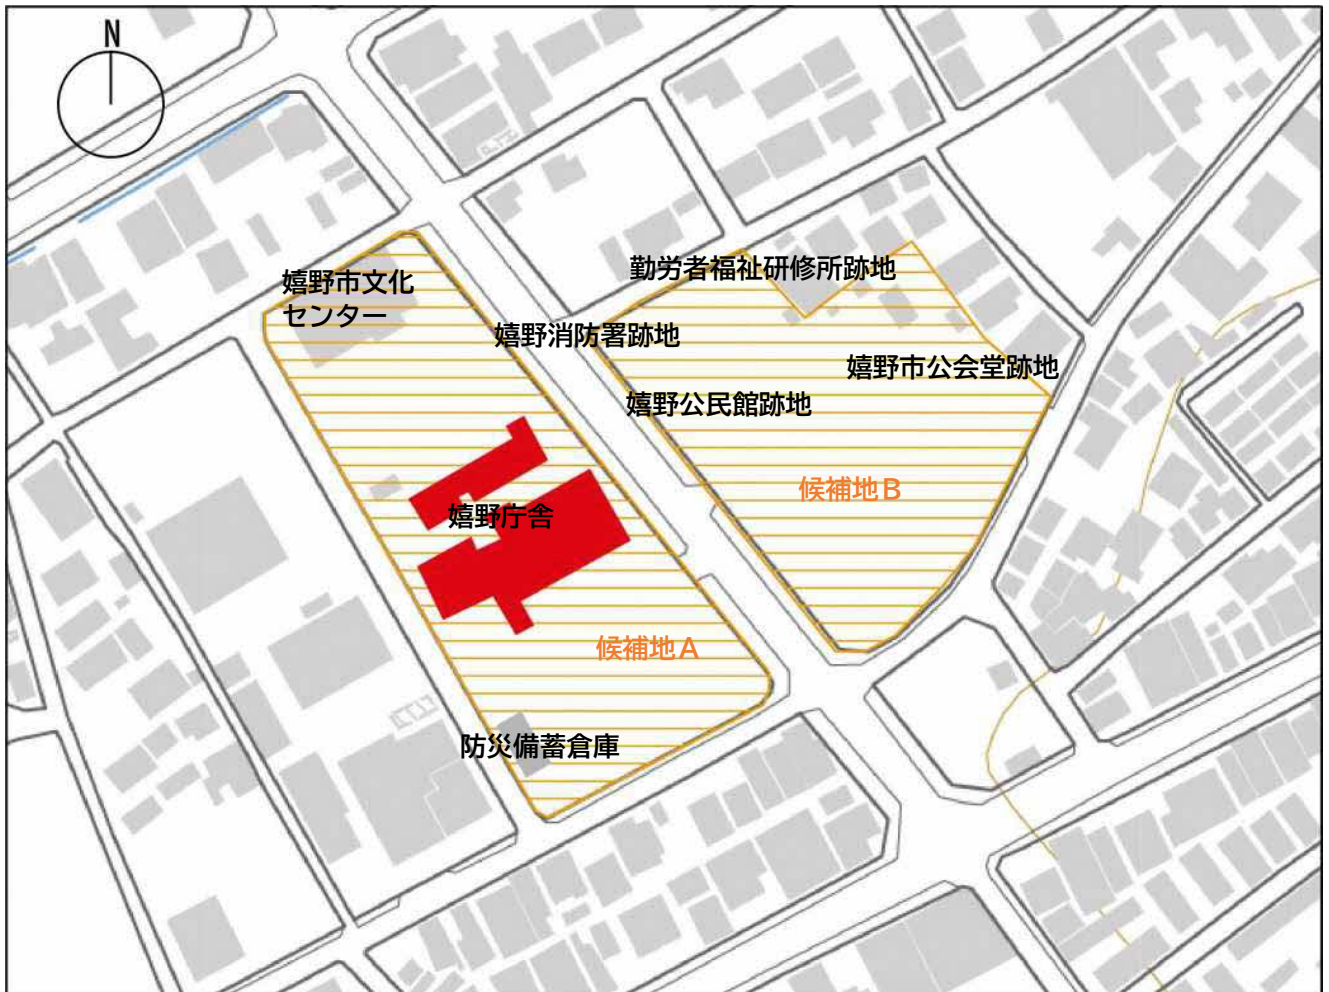 N
嬉野市文化
センター
勤労者福祉研修所跡地
嬉野消防署跡地
嬉野市公会堂跡地
嬉野公民館跡地
候補地B
嬉野庁舎
候補地A
防災備蓄倉庫